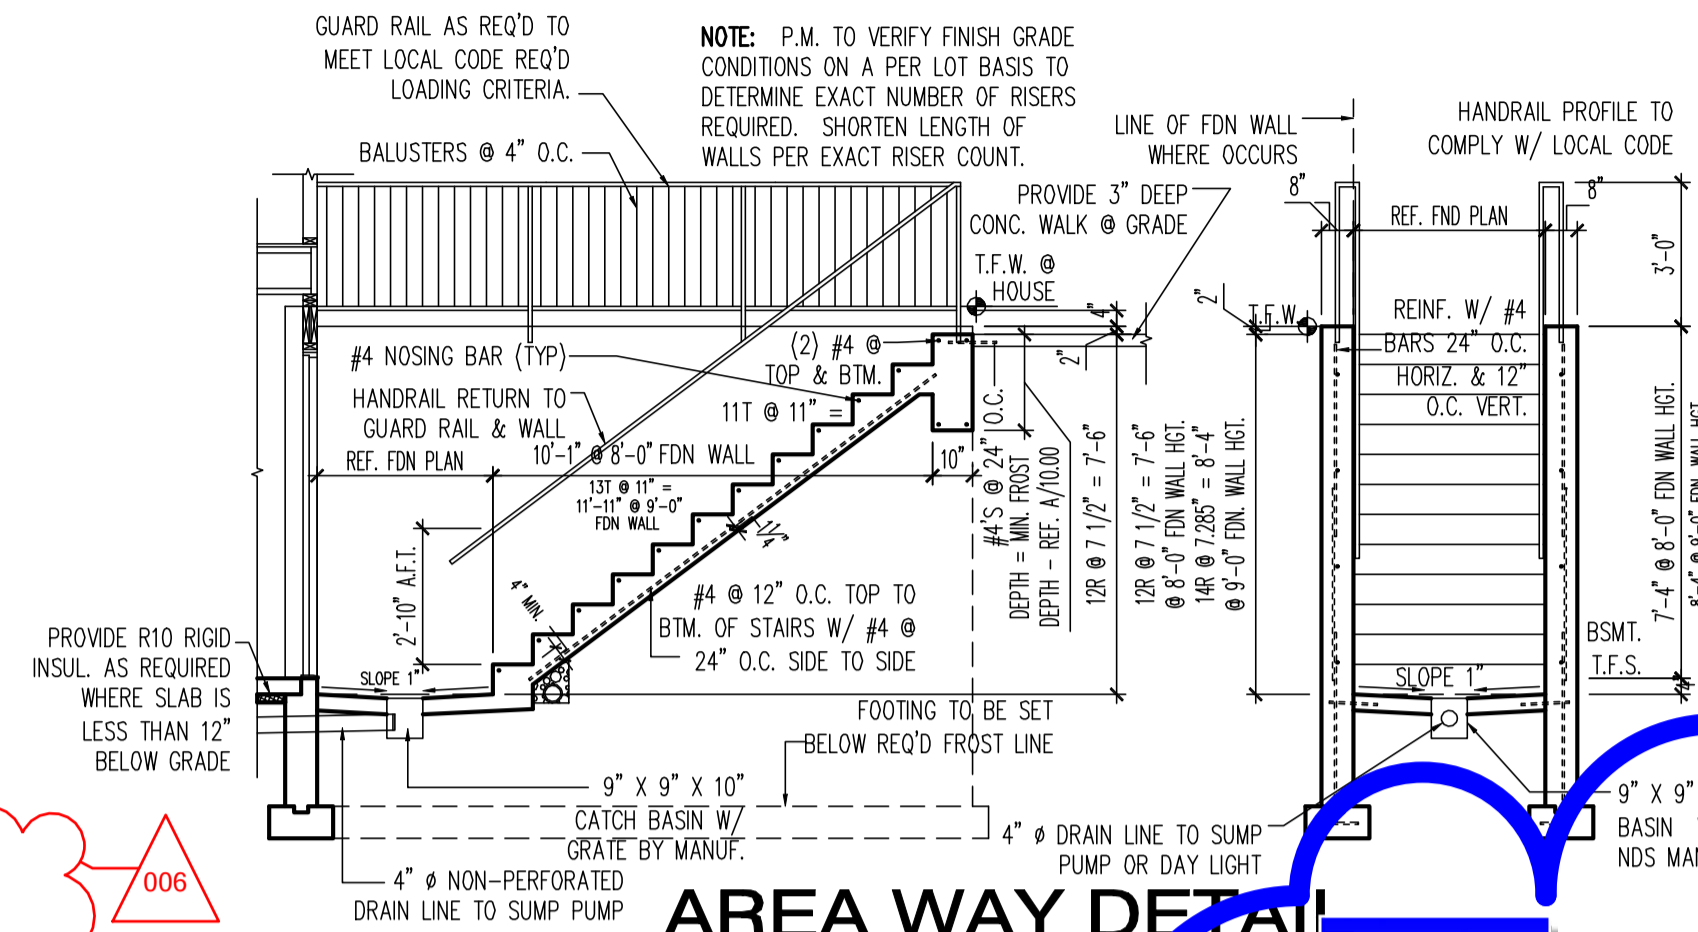 GUARD RAIL AS REQ'D TO
MEET LOCAL CODE REQ'D
LOADING CRITERIA.
BALUSTERS @ 4" O.C.
NOTE: P.M. TO VERIFY FINISH GRADE
CONDITIONS ON A PER LOT BASIS TO
DETERMINE EXACT NUMBER OF RISERS
REQUIRED. SHORTEN LENGTH OF
WALLS PER EXACT RISER COUNT.
LINE OF FDN WALL
WHERE OCCURS
HANDRAIL PROFILE TO
COMPLY W/ LOCAL CODE
PROVIDE 3" DEEP
CONC. WALK @ GRADE
8"
REF. FND PLAN
8"
3'-0"
T.F.W. @
HOUSE
4"
2"
2"
T.F.W.
REINF. W/ #4
BARS 24" O.C.
HORIZ. & 12"
O.C. VERT.
#4 NOSING BAR (TYP)
(2) #4 @
TOP & BTM.
HANDRAIL RETURN TO
GUARD RAIL & WALL
11T @ 11" =
10'-1" @ 8'-0" FDN WALL
REF. FDN PLAN
10"
13T @ 11" =
11'-11" @ 9'-0"
FDN WALL
#4'S @ 24" O.C.
DEPTH = MIN. FROST
DEPTH - REF. A/10.00
12R @ 7 1/2" = 7'-6"
12R @ 7 1/2" = 7'-6"
@ 8'-0" FDN WALL HGT.
14R @ 7.285" = 8'-4"
@ 9'-0" FDN. WALL HGT.
7'-4" @ 8'-0" FDN WALL HGT.
8'-4" @ 9'-0" FDN WALL HGT.
2'-10" A.F.T.
4" MIN.
#4 @ 12" O.C. TOP TO
BTM. OF STAIRS W/ #4 @
24" O.C. SIDE TO SIDE
PROVIDE R10 RIGID
INSUL. AS REQUIRED
WHERE SLAB IS
LESS THAN 12"
BELOW GRADE
SLOPE 1"
BSMT.
T.F.S.
SLOPE 1"
4"
FOOTING TO BE SET
BELOW REQ'D FROST LINE
9" X 9" X 10"
CATCH BASIN W/
GRATE BY MANUF.
4" ø DRAIN LINE TO SUMP
PUMP OR DAY LIGHT
9" X 9"
BASIN
NDS MAN
006
4" ø NON-PERFORATED
DRAIN LINE TO SUMP PUMP
AREA WAY DETAIL